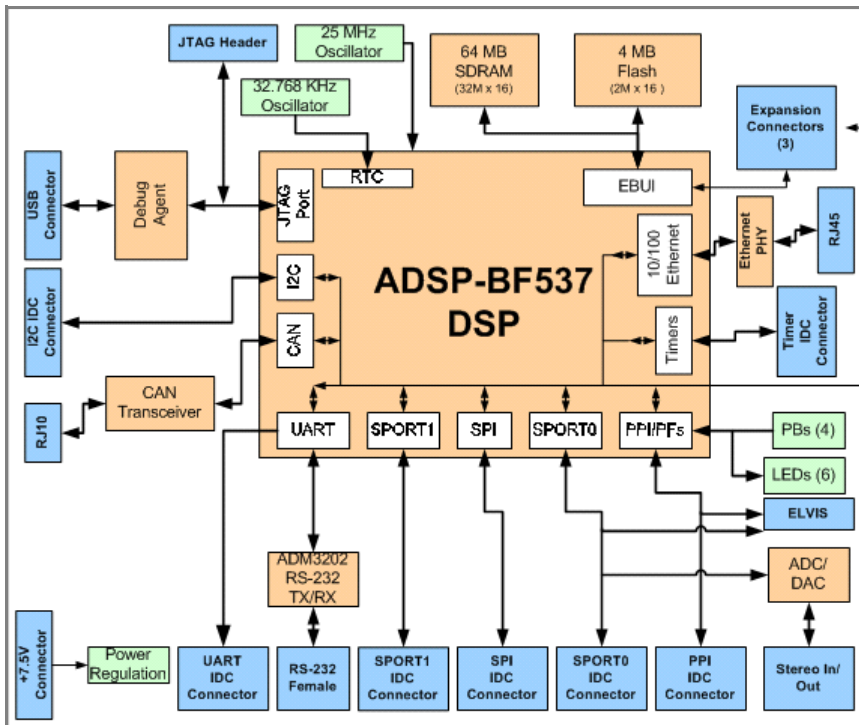 JTAG Header
25 MHz
Oscillator
32.768 KHz
Oscillator
64 MB
SDRAM
(32M x 16)
4 MB
Flash
(2M x 16 )
Expansion
Connectors
(3)
USB
Connector
Debug
Agent
JTAG
Port
RTC
EBUI
10/100
Ethernet
Ethernet
PHY
RJ45
I2C IDC
Connector
I2C
ADSP-BF537
DSP
CAN
Timers
Timer
IDC
Connector
RJ10
CAN
Transceiver
UART
SPORT1
SPI
SPORT0
PPI/PFs
PBs (4)
LEDs (6)
ELVIS
ADM3202
RS-232
TX/RX
ADC/
DAC
+7.5V
Connector
Power
Regulation
UART
IDC
Connector
RS-232
Female
SPORT1
IDC
Connector
SPI
IDC
Connector
SPORT0
IDC
Connector
PPI
IDC
Connector
Stereo In/
Out